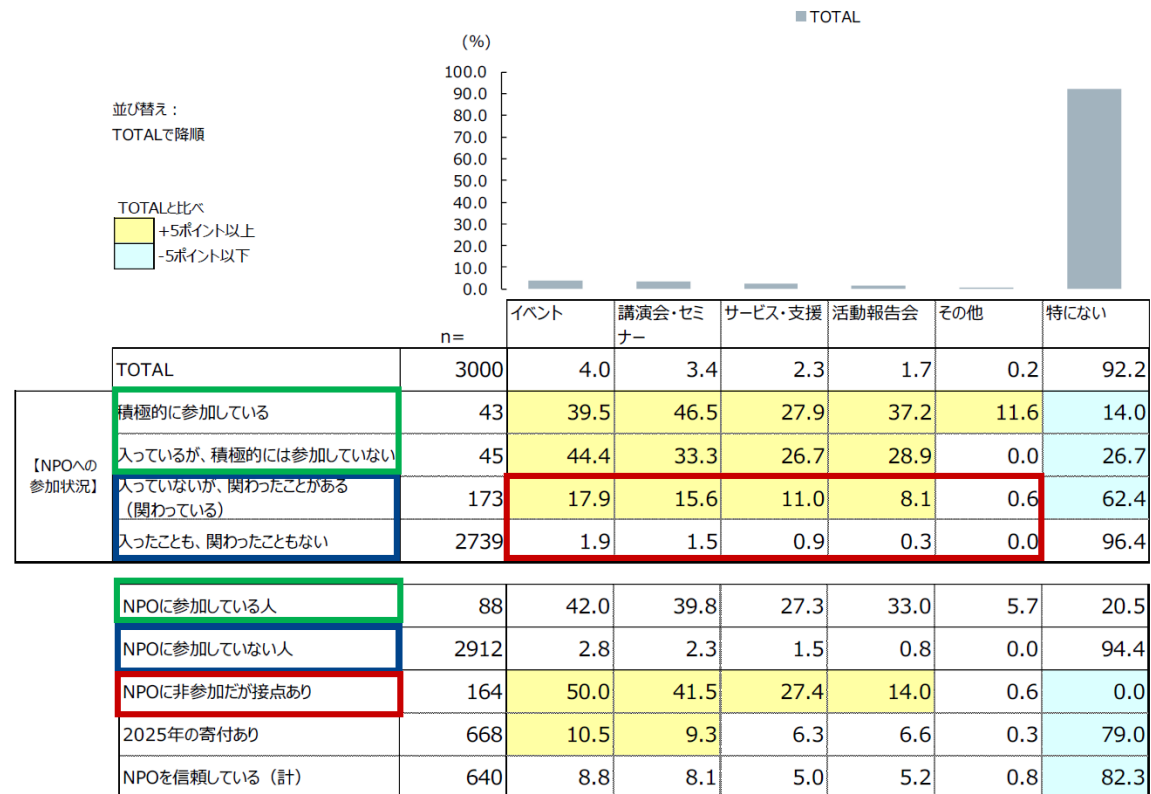 TOTAL
(%)
100.0
90.0
80.0
70.0
60.0
50.0
40.0
30.0
20.0
10.0
0.0
並び替え：
TOTALで降順
TOTALと比べ
+5ポイント以上
-5ポイント以下
n= イベント 講演会・セミナー サービス・支援 活動報告会 その他 特にない
TOTAL 3000 4.0 3.4 2.3 1.7 0.2 92.2
【NPOへの
参加状況】
積極的に参加している 43 39.5 46.5 27.9 37.2 11.6 14.0
入っているが、積極的には参加していない 45 44.4 33.3 26.7 28.9 0.0 26.7
入っていないが、関わったことがある
（関わっている） 173 17.9 15.6 11.0 8.1 0.6 62.4
入ったことも、関わったこともない 2739 1.9 1.5 0.9 0.3 0.0 96.4
NPOに参加している人 88 42.0 39.8 27.3 33.0 5.7 20.5
NPOに参加していない人 2912 2.8 2.3 1.5 0.8 0.0 94.4
NPOに非参加だが接点あり 164 50.0 41.5 27.4 14.0 0.6 0.0
2025年の寄付あり 668 10.5 9.3 6.3 6.6 0.3 79.0
NPOを信頼している（計） 640 8.8 8.1 5.0 5.2 0.8 82.3